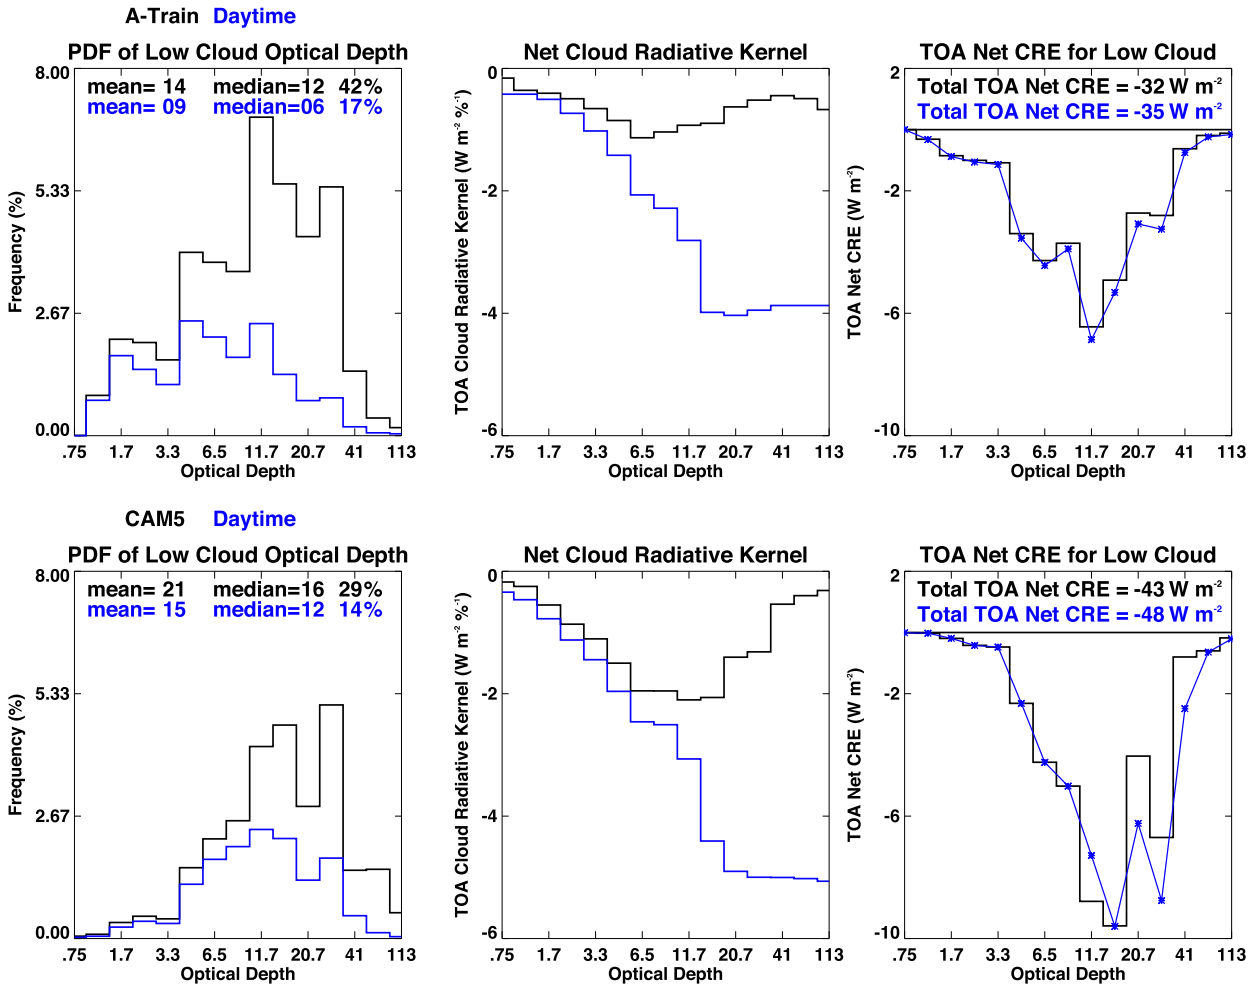 A-Train Daytime
PDF of Low Cloud Optical Depth
mean= 14 median=12 42%
mean= 09 median=06 17%
8.00
5.33
2.67
0.00
Frequency (%)
.75 1.7 3.3 6.5 11.7 20.7 41 113
Optical Depth
Net Cloud Radiative Kernel
0
-2
-4
-6
TOA Cloud Radiative Kernel (W m-2 %-1)
.75 1.7 3.3 6.5 11.7 20.7 41 113
Optical Depth
TOA Net CRE for Low Cloud
Total TOA Net CRE = -32 W m-2
Total TOA Net CRE = -35 W m-2
2
-2
-6
-10
TOA Net CRE (W m-2)
.75 1.7 3.3 6.5 11.7 20.7 41 113
Optical Depth
CAM5 Daytime
PDF of Low Cloud Optical Depth
mean= 21 median=16 29%
mean= 15 median=12 14%
8.00
5.33
2.67
0.00
Frequency (%)
.75 1.7 3.3 6.5 11.7 20.7 41 113
Optical Depth
Net Cloud Radiative Kernel
0
-2
-4
-6
TOA Cloud Radiative Kernel (W m-2 %-1)
.75 1.7 3.3 6.5 11.7 20.7 41 113
Optical Depth
TOA Net CRE for Low Cloud
Total TOA Net CRE = -43 W m-2
Total TOA Net CRE = -48 W m-2
2
-2
-6
-10
TOA Net CRE (W m-2)
.75 1.7 3.3 6.5 11.7 20.7 41 113
Optical Depth